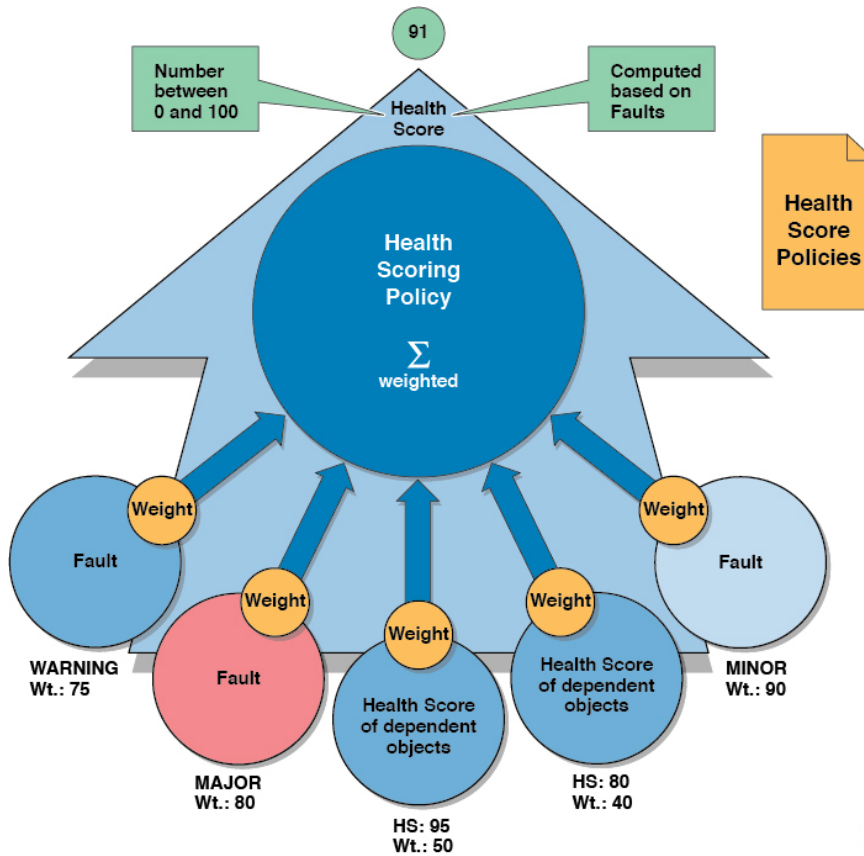 91
Number
between
0 and 100
Health
Score
Computed
based on
Faults
Health
Score
Policies
Health
Scoring
Policy
Σ
weighted
Weight
Fault
WARNING
Wt.: 75
Weight
Fault
MAJOR
Wt.: 80
Weight
Health Score
of dependent
objects
HS: 95
Wt.: 50
Weight
Health Score
of dependent
objects
HS: 80
Wt.: 40
Weight
Fault
MINOR
Wt.: 90